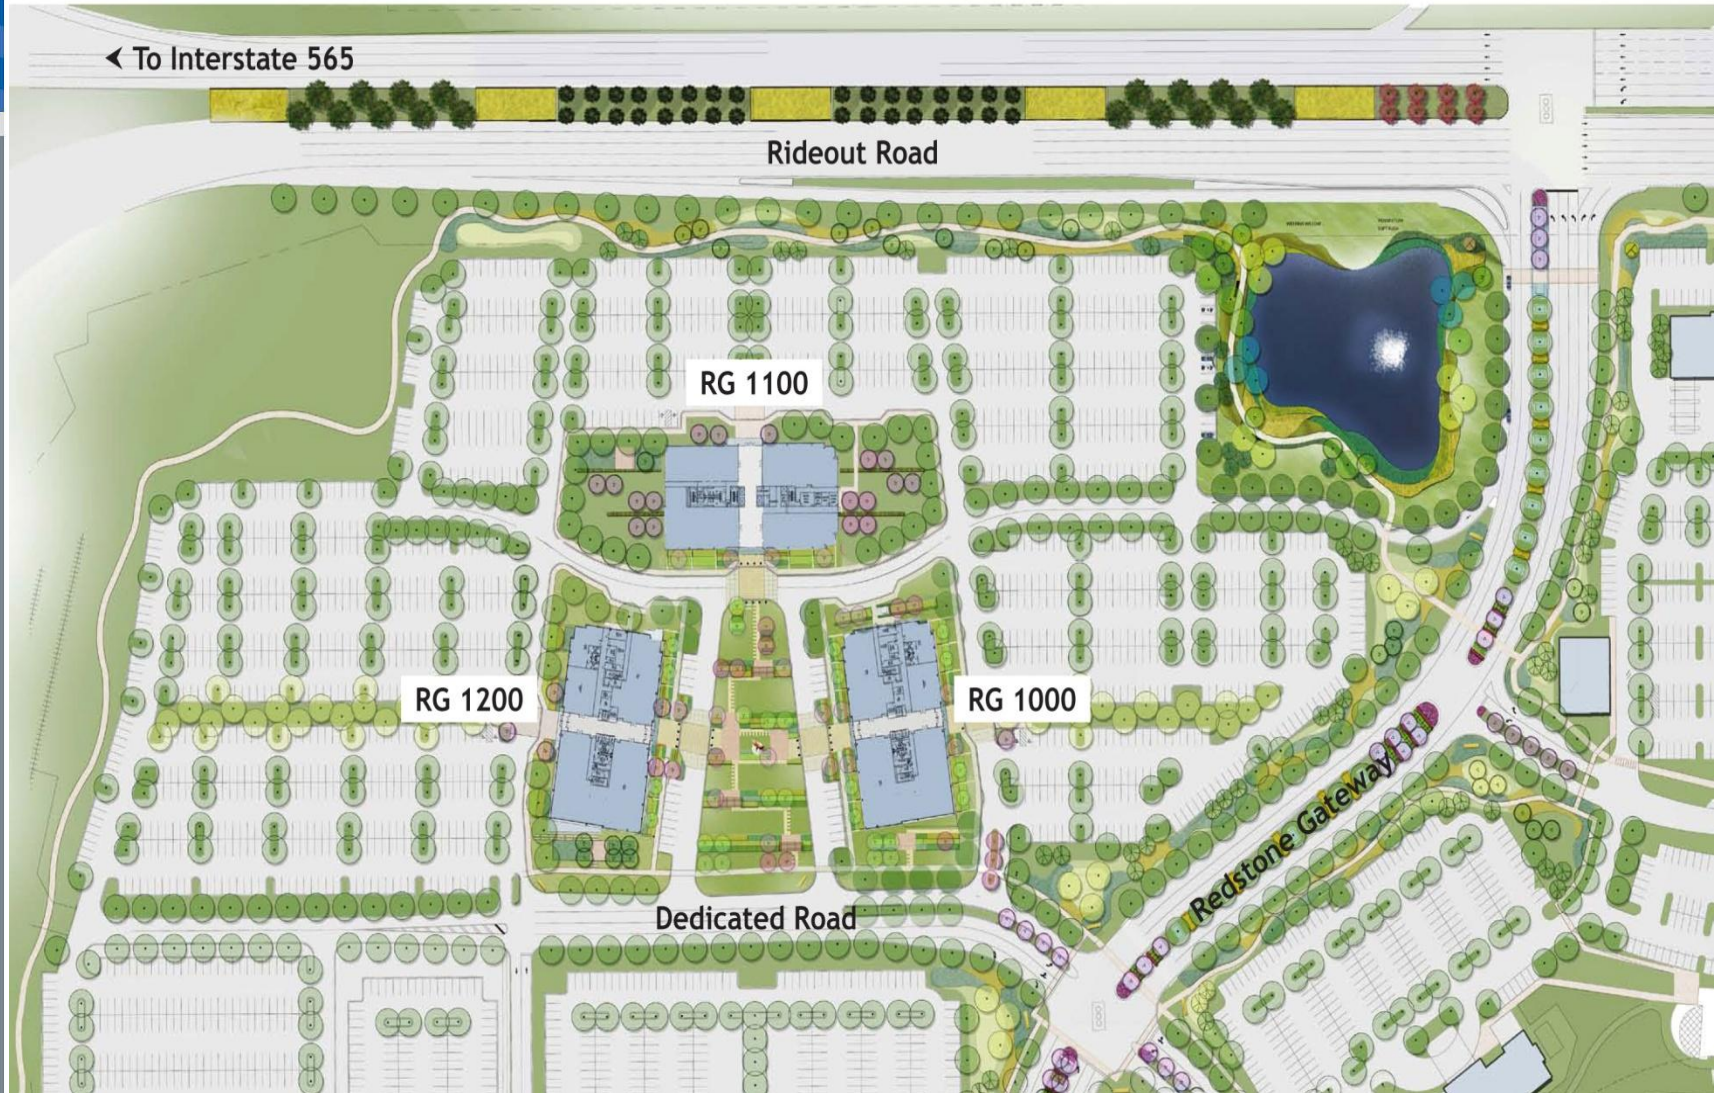 To Interstate 565
Rideout Road
RG 1100
RG 1200
RG 1000
Redstone Gateway
Dedicated Road